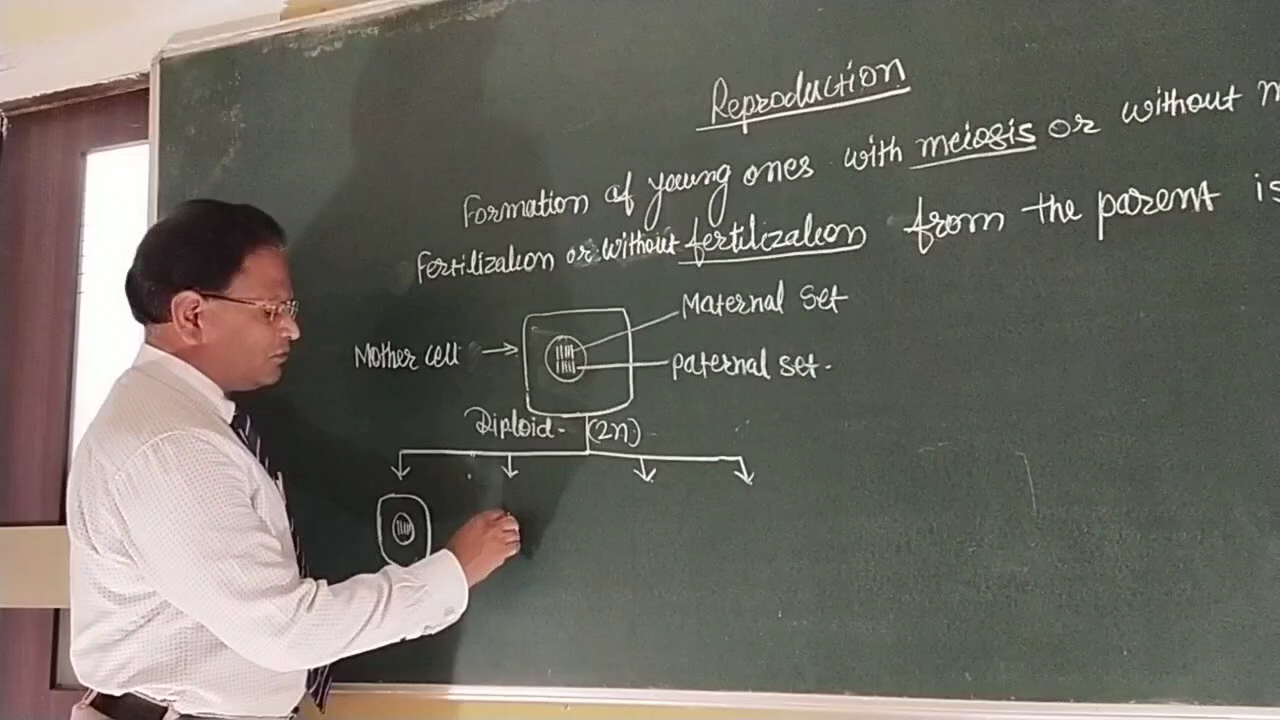 Reproduction
Formation of young ones with meiosis or without
Fertilization or without fertilization from the parent is
Maternal Set
Mother cell
paternal set.
Diploid - (2n)